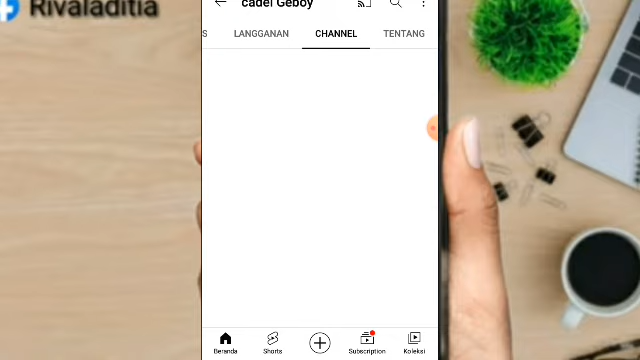 Rivaladitia
cadel Geboy
S LANGGANAN CHANNEL TENTANG
Beranda Shorts Subscription Koleksi